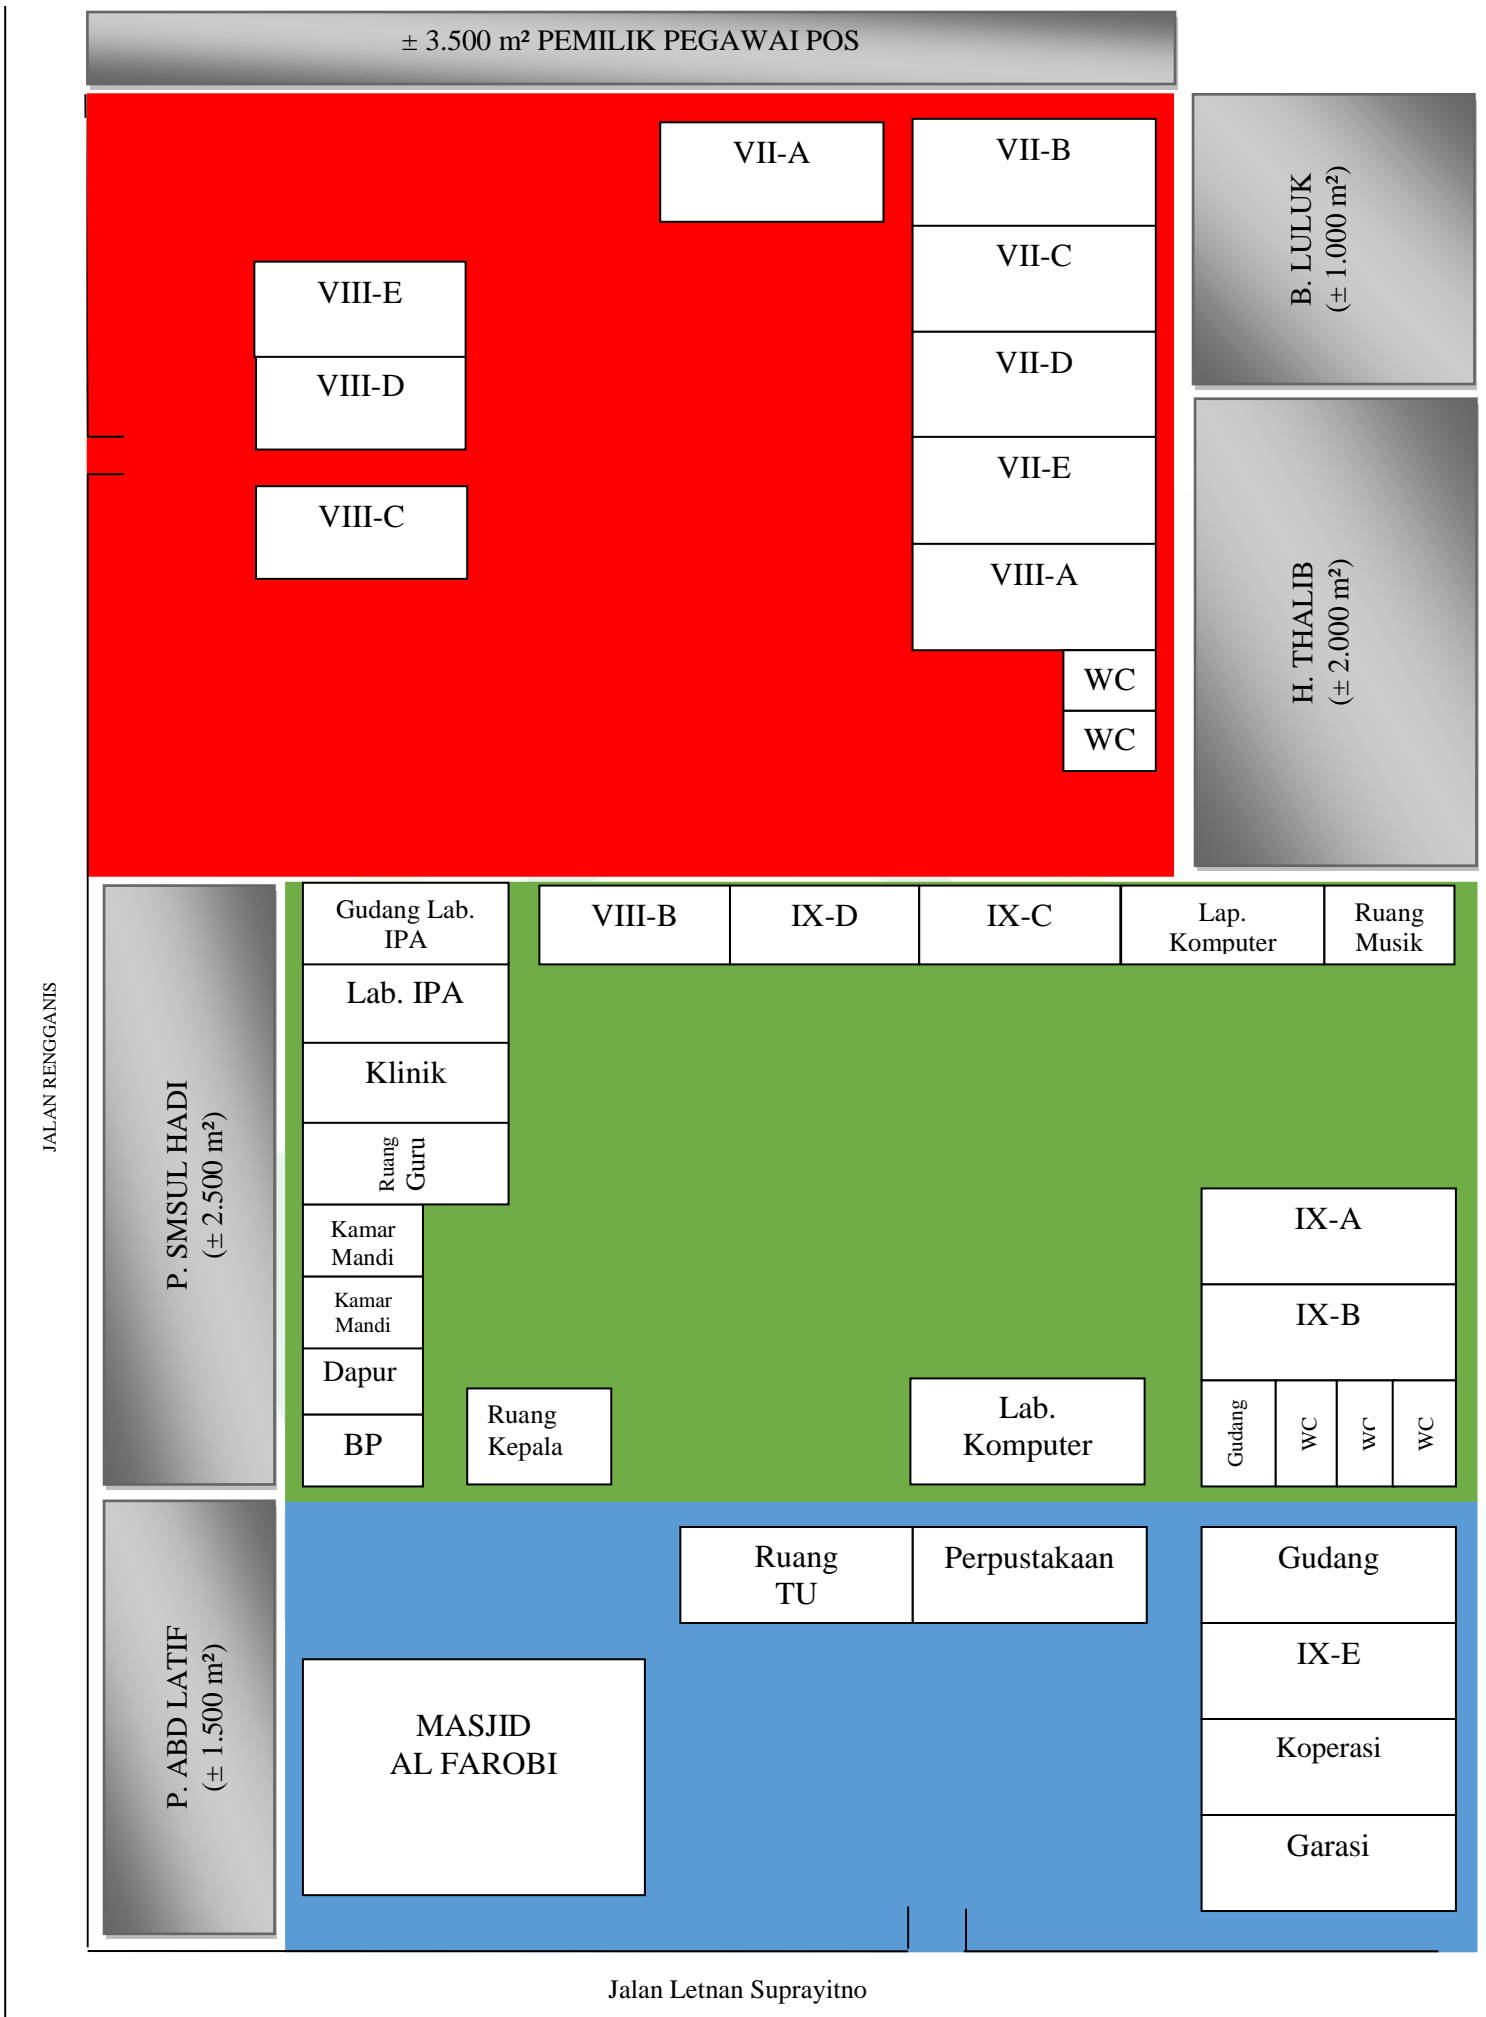 ± 3.500 m² PEMILIK PEGAWAI POS
VII-A
VII-B
B. LULUK
(± 1.000 m²)
VII-C
VIII-E
VII-D
VIII-D
VII-E
VIII-C
VIII-A
H. THALIB
(± 2.000 m²)
WC
WC
Gudang Lab.
IPA
VIII-B
IX-D
IX-C
Lap.
Komputer
Ruang
Musik
Lab. IPA
JALAN RENGGANIS
P. SMSUL HADI
(± 2.500 m²)
Klinik
Ruang
Guru
Kamar
Mandi
IX-A
Kamar
Mandi
IX-B
Dapur
Ruang
Kepala
BP
Lab.
Komputer
Gudang
WC
WC
WC
P. ABD LATIF
(± 1.500 m²)
Ruang
TU
Perpustakaan
Gudang
IX-E
MASJID
AL FAROBI
Koperasi
Garasi
Jalan Letnan Suprayitno